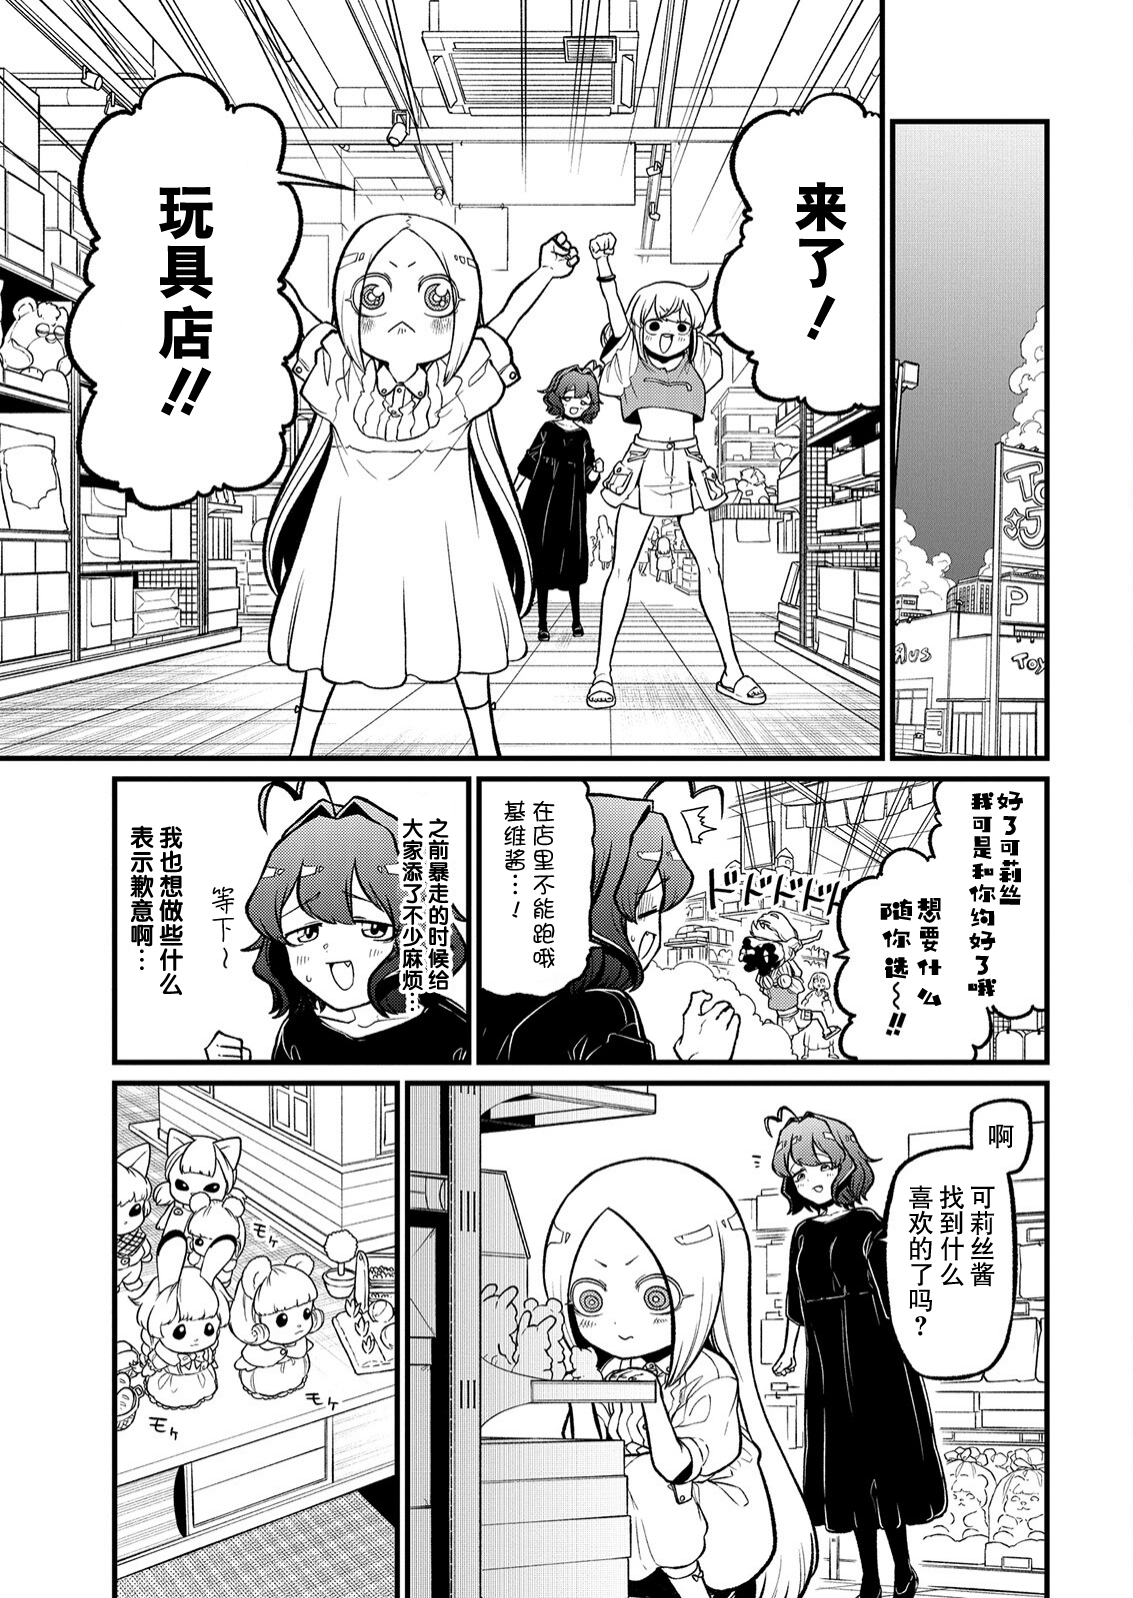 To
J
P
RUS
TOY
来了！
玩具店!!
好了可莉丝
我可是和你约好了哦
想要什么
随你选~!!
ドドドドドド
在店里不能跑哦
基维酱…！
之前暴走的时候给
大家添了不少麻烦…
等下~
我也想做些什么
表示歉意啊…
啊
可莉丝酱
找到什么
喜欢的了吗？
モケ
モケ
モケ